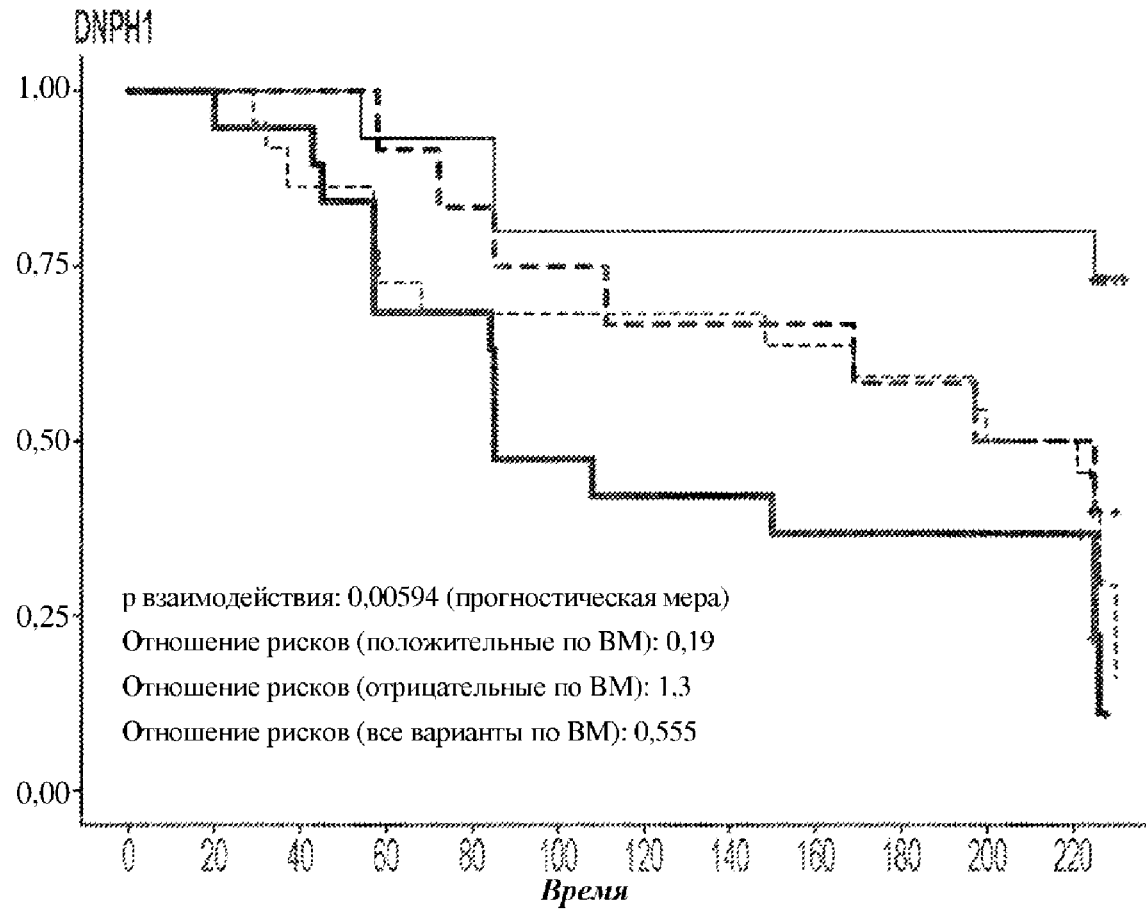 DNPH1
1,00
0,75
0,50
0,25
0,00
р взаимодействия: 0,00594 (прогностическая мера)
Отношение рисков (положительные по ВМ): 0,19
Отношение рисков (отрицательные по ВМ): 1,3
Отношение рисков (все варианты по ВМ): 0,555
0 20 40 60 80 100 120 140 160 180 200 220
Время